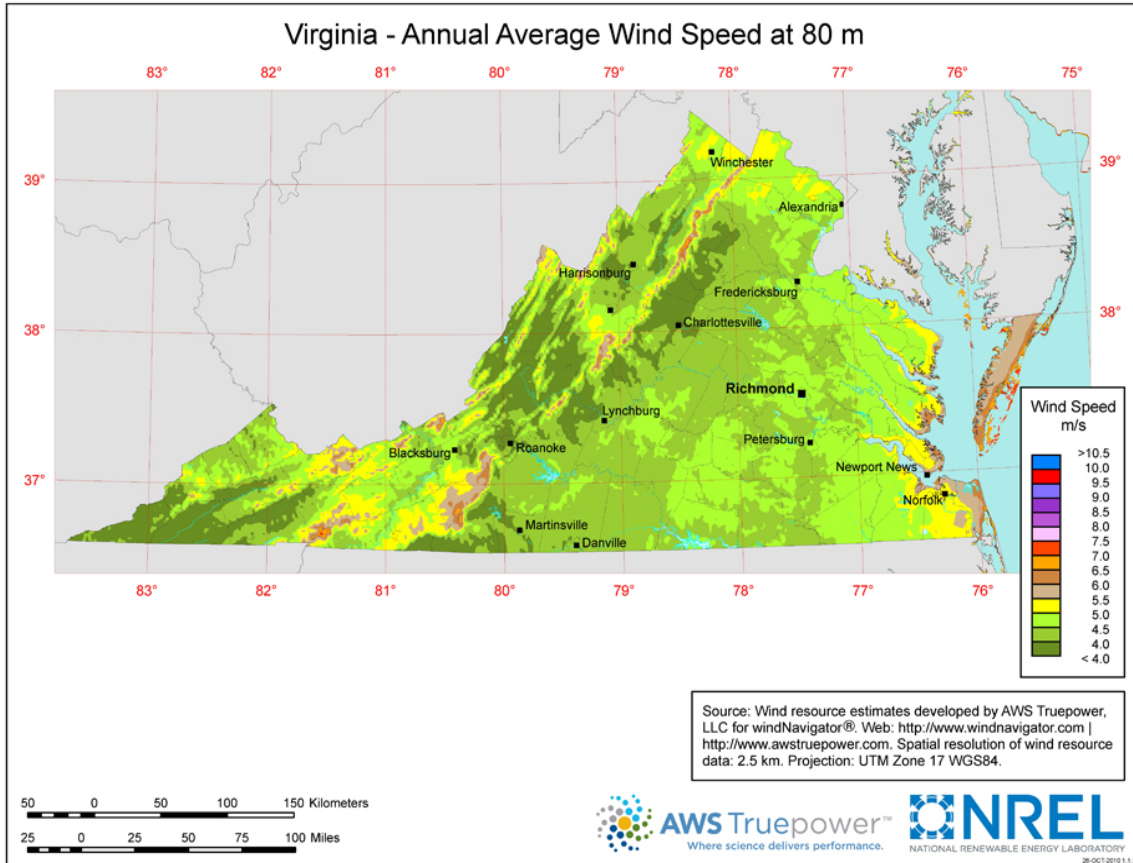 Virginia - Annual Average Wind Speed at 80 m
83° 82° 81° 80° 79° 78° 77° 76° 75°
39° 39°
38° 38°
37° 37°
Winchester
Alexandria
Harrisonburg
Fredericksburg
Charlottesville
Richmond
Lynchburg
Petersburg
Blacksburg
Roanoke
Newport News
Norfolk
Martinsville
Danville
83° 82° 81° 80° 79° 78° 77° 76°
Wind Speed
m/s
>10.5
10.0
9.5
9.0
8.5
8.0
7.5
7.0
6.5
6.0
5.5
5.0
4.5
< 4.0
Source: Wind resource estimates developed by AWS Truepower,
LLC for windNavigator®. Web: http://www.windnavigator.com |
http://www.awstruepower.com. Spatial resolution of wind resource
data: 2.5 km. Projection: UTM Zone 17 WGS84.
50 0 50 100 150 Kilometers
25 0 25 50 75 100 Miles
AWS Truepower™
Where science delivers performance.
NREL
NATIONAL RENEWABLE ENERGY LABORATORY